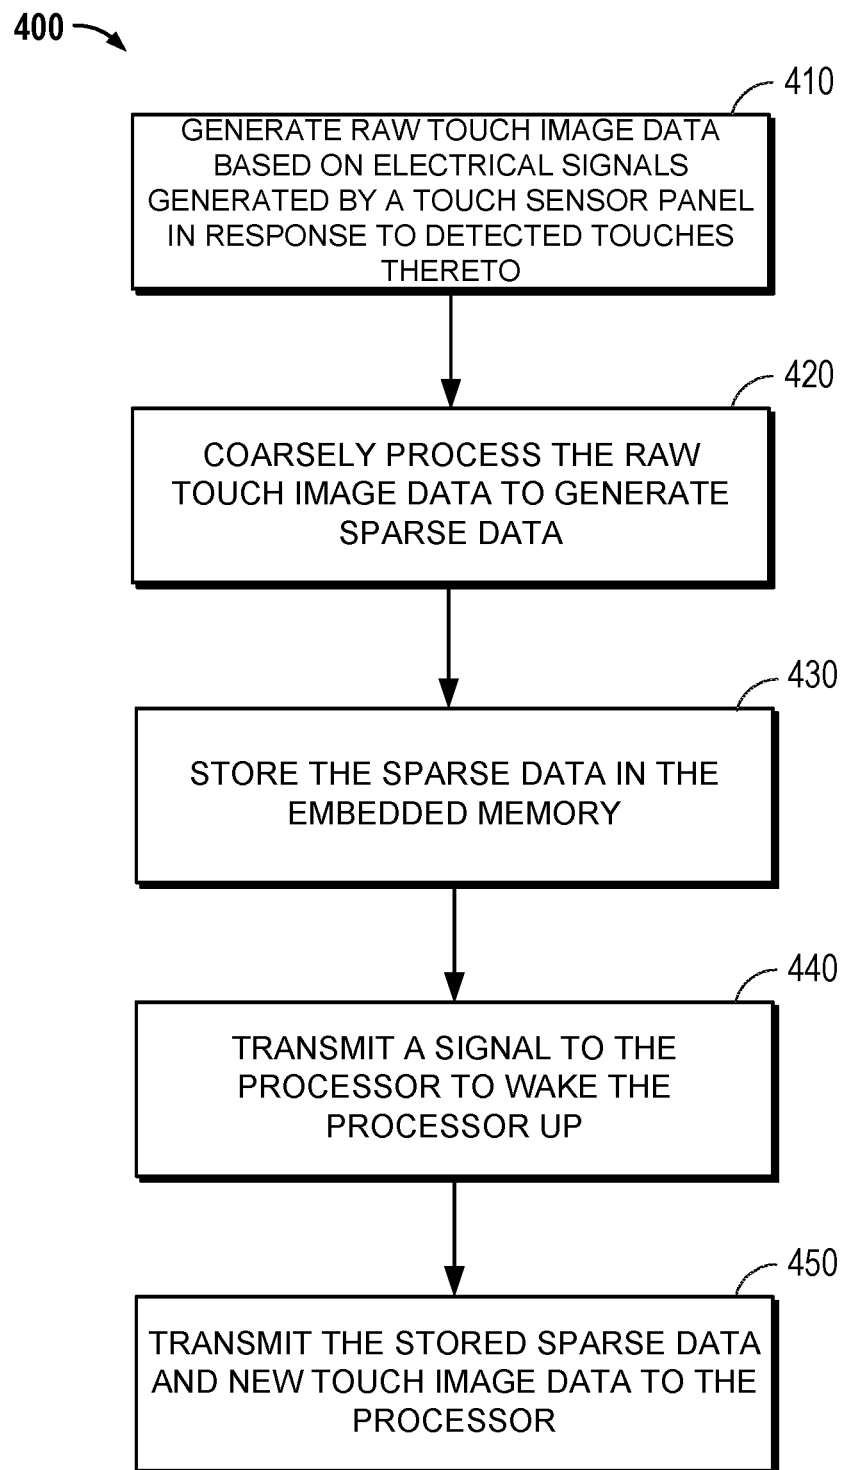 400
410
GENERATE RAW TOUCH IMAGE DATA
BASED ON ELECTRICAL SIGNALS
GENERATED BY A TOUCH SENSOR PANEL
IN RESPONSE TO DETECTED TOUCHES
THERETO
420
COARSELY PROCESS THE RAW
TOUCH IMAGE DATA TO GENERATE
SPARSE DATA
430
STORE THE SPARSE DATA IN THE
EMBEDDED MEMORY
440
TRANSMIT A SIGNAL TO THE
PROCESSOR TO WAKE THE
PROCESSOR UP
450
TRANSMIT THE STORED SPARSE DATA
AND NEW TOUCH IMAGE DATA TO THE
PROCESSOR